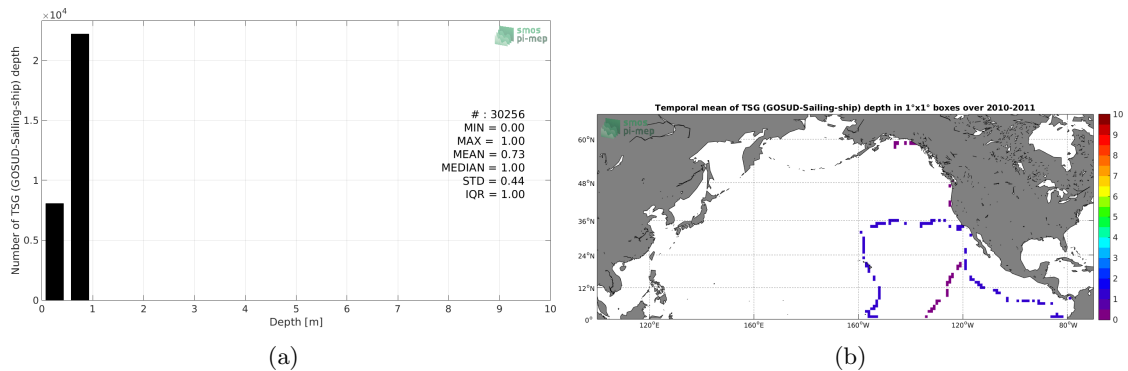 ×10⁴
smos
pi-mep
2
1.5
1
0.5
0
Number of TSG (GOSUD-Sailing-ship) depth
# : 30256
MIN = 0.00
MAX = 1.00
MEAN = 0.73
MEDIAN = 1.00
STD = 0.44
IQR = 1.00
0 1 2 3 4 5 6 7 8 9 10
Depth [m]
(a)
Temporal mean of TSG (GOSUD-Sailing-ship) depth in 1°x1° boxes over 2010-2011
smos
pi-mep
60°N
48°N
36°N
24°N
12°N
0°
120°E 160°E 160°W 120°W 80°W
10
9
8
7
6
5
4
3
2
1
0
(b)